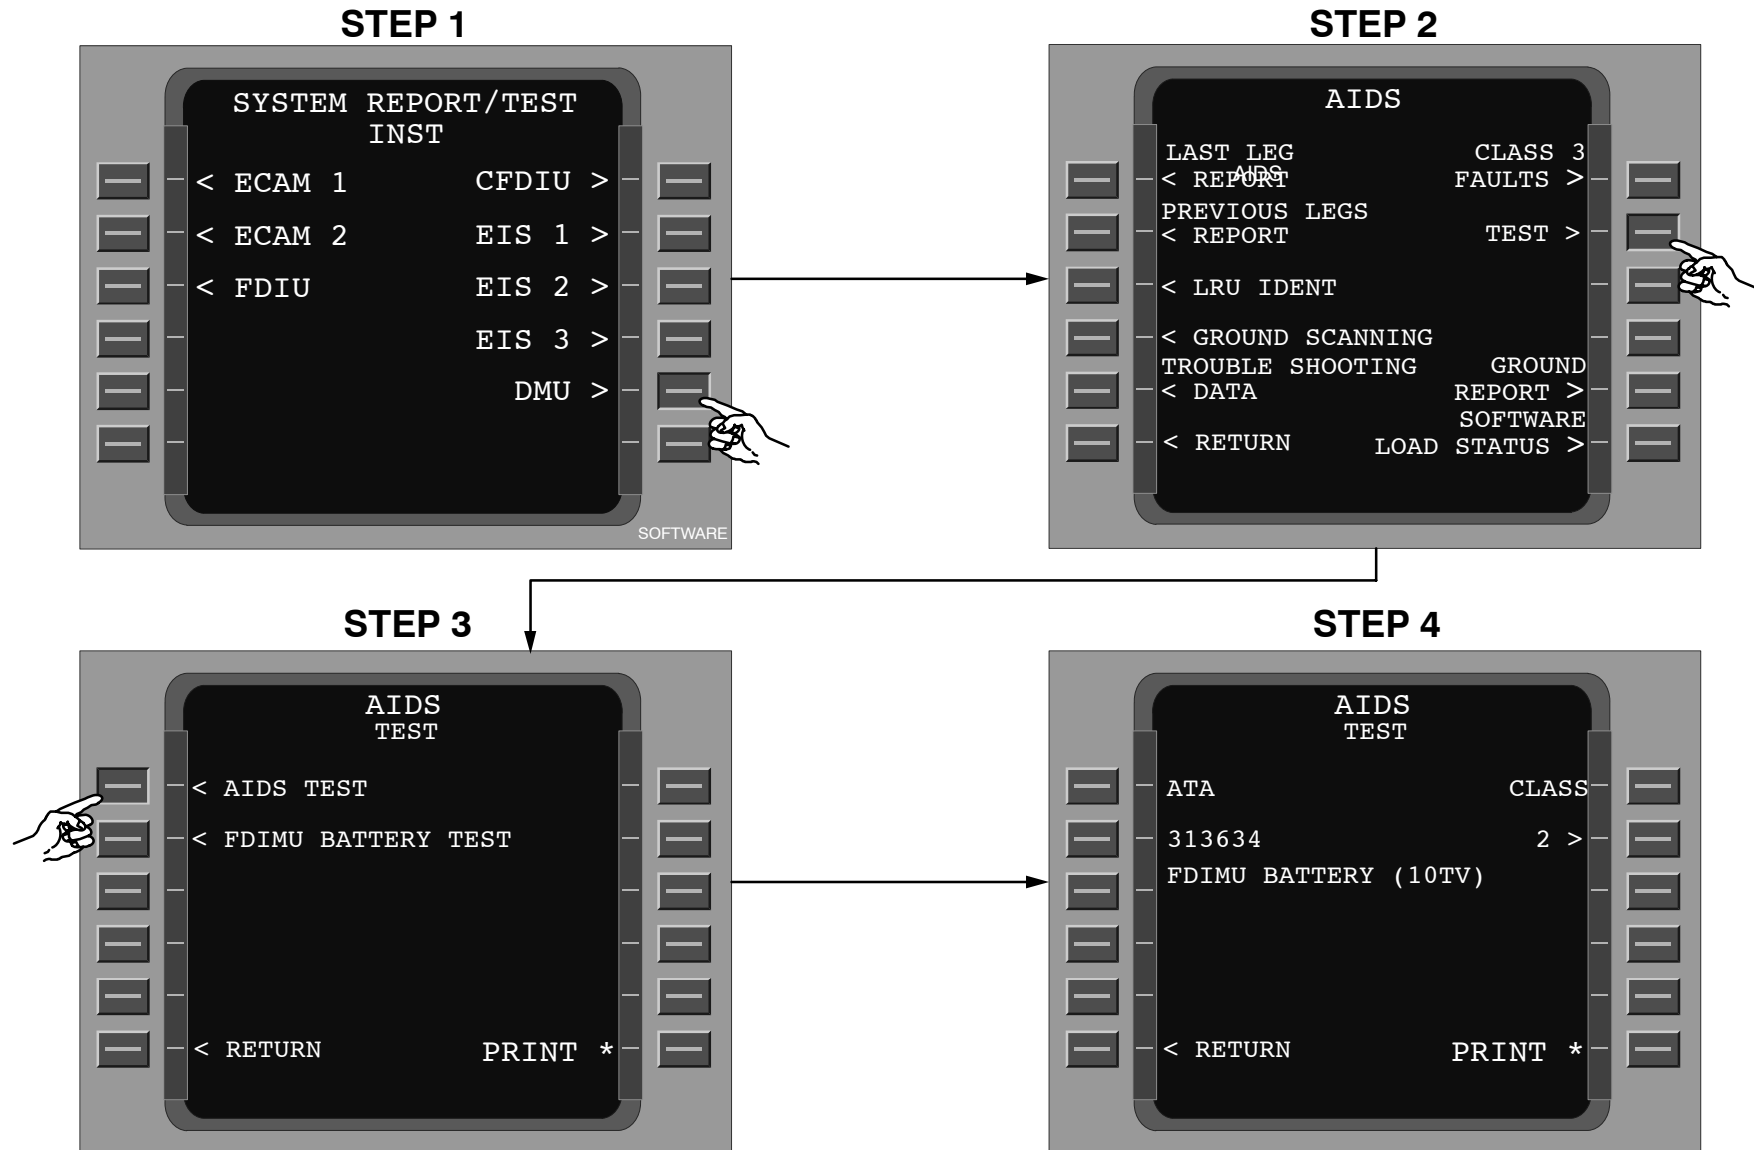 STEP 1
SYSTEM REPORT/TEST
INST
< ECAM 1 CFDIU >
< ECAM 2 EIS 1 >
< FDIU EIS 2 >
EIS 3 >
DMU >
SOFTWARE
STEP 2
AIDS
LAST LEG CLASS 3
AIDS
< REPORT FAULTS >
PREVIOUS LEGS
< REPORT TEST >
< LRU IDENT
< GROUND SCANNING
TROUBLE SHOOTING GROUND
< DATA REPORT >
SOFTWARE
< RETURN LOAD STATUS >
STEP 3
AIDS
TEST
< AIDS TEST
< FDIMU BATTERY TEST
< RETURN PRINT *
STEP 4
AIDS
TEST
ATA CLASS
313634 2 >
FDIMU BATTERY (10TV)
< RETURN PRINT *